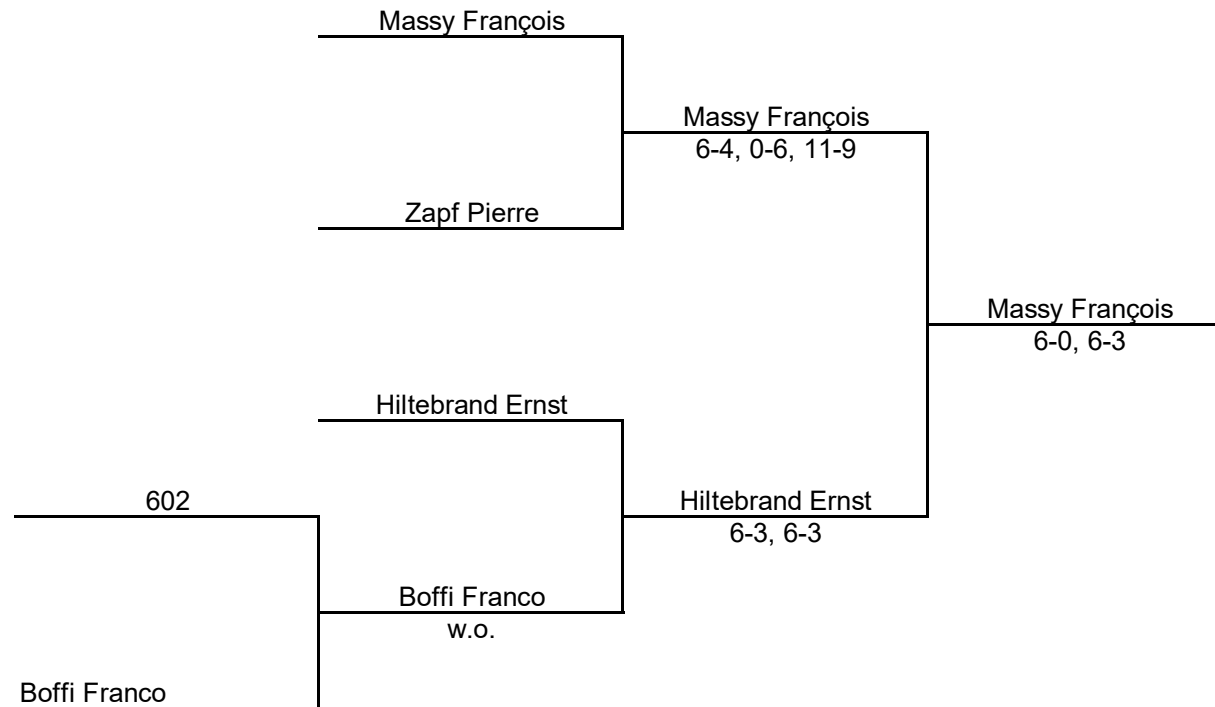 Massy François
Massy François
6-4, 0-6, 11-9
Zapf Pierre
Massy François
6-0, 6-3
Hiltebrand Ernst
602
Hiltebrand Ernst
6-3, 6-3
Boffi Franco
w.o.
Boffi Franco